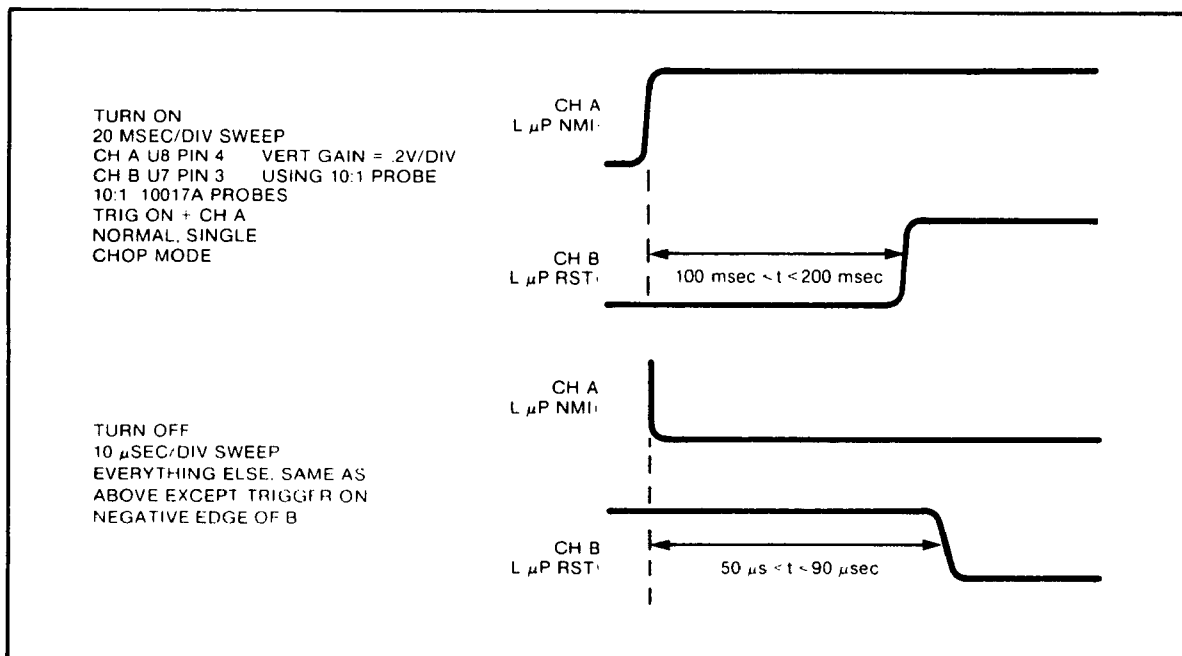 TURN ON
20 MSEC/DIV SWEEP
CH A U8 PIN 4 VERT GAIN = .2V/DIV
CH B U7 PIN 3 USING 10:1 PROBE
10:1 10017A PROBES
TRIG ON + CH A
NORMAL, SINGLE
CHOP MODE
CH A
L μP NMI
CH B
L μP RST
100 msec < t < 200 msec
TURN OFF
10 μSEC/DIV SWEEP
EVERYTHING ELSE. SAME AS
ABOVE EXCEPT TRIGGER ON
NEGATIVE EDGE OF B
CH A
L μP NMI
CH B
L μP RST
50 μs < t < 90 μsec